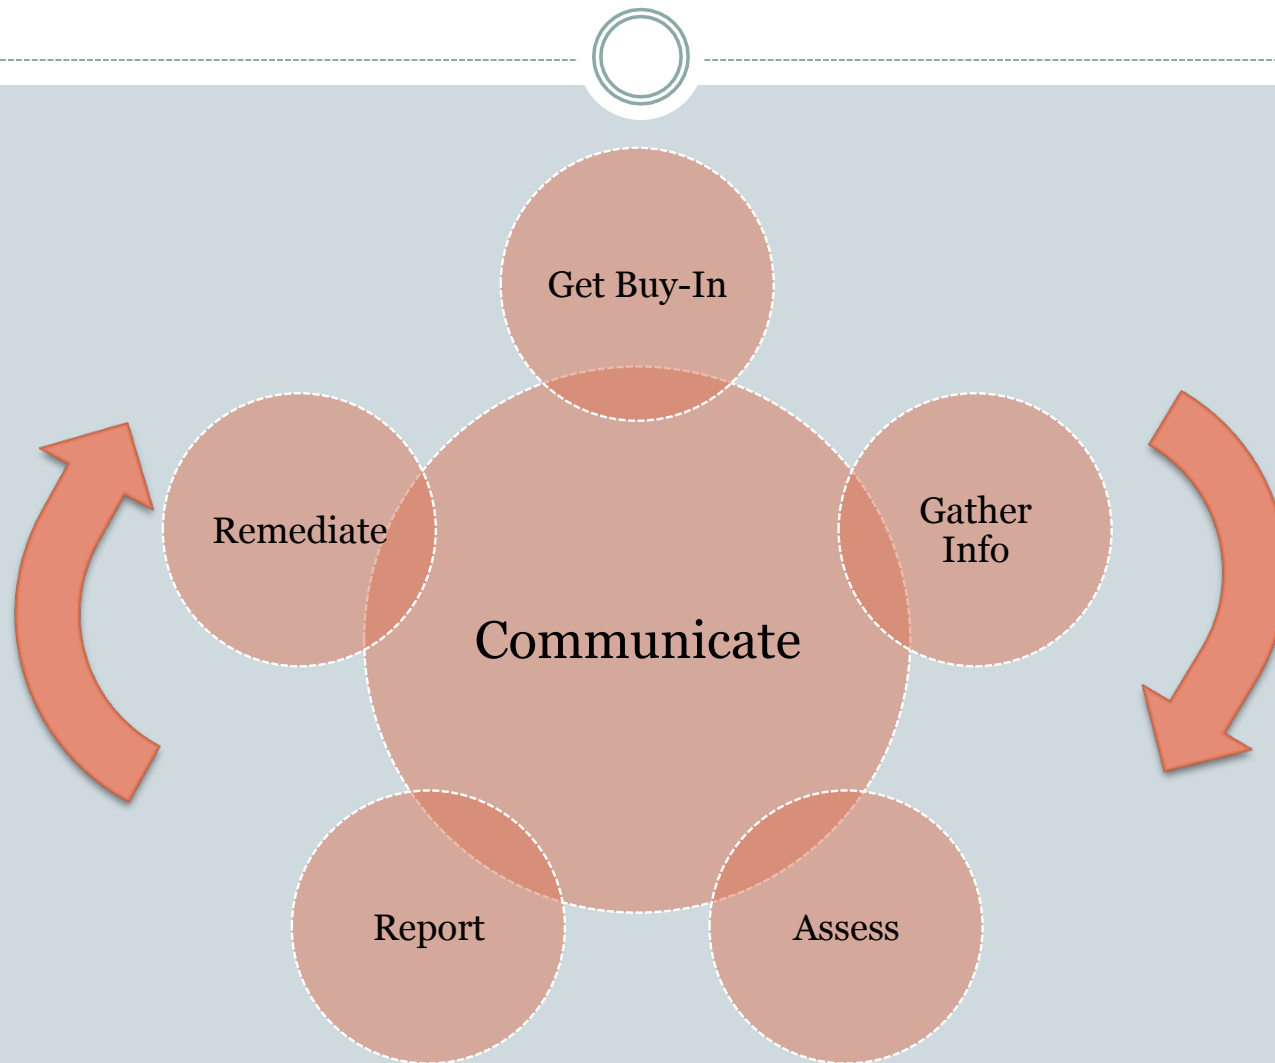 Get Buy-In
Gather
Info
Remediate
Communicate
Report
Assess